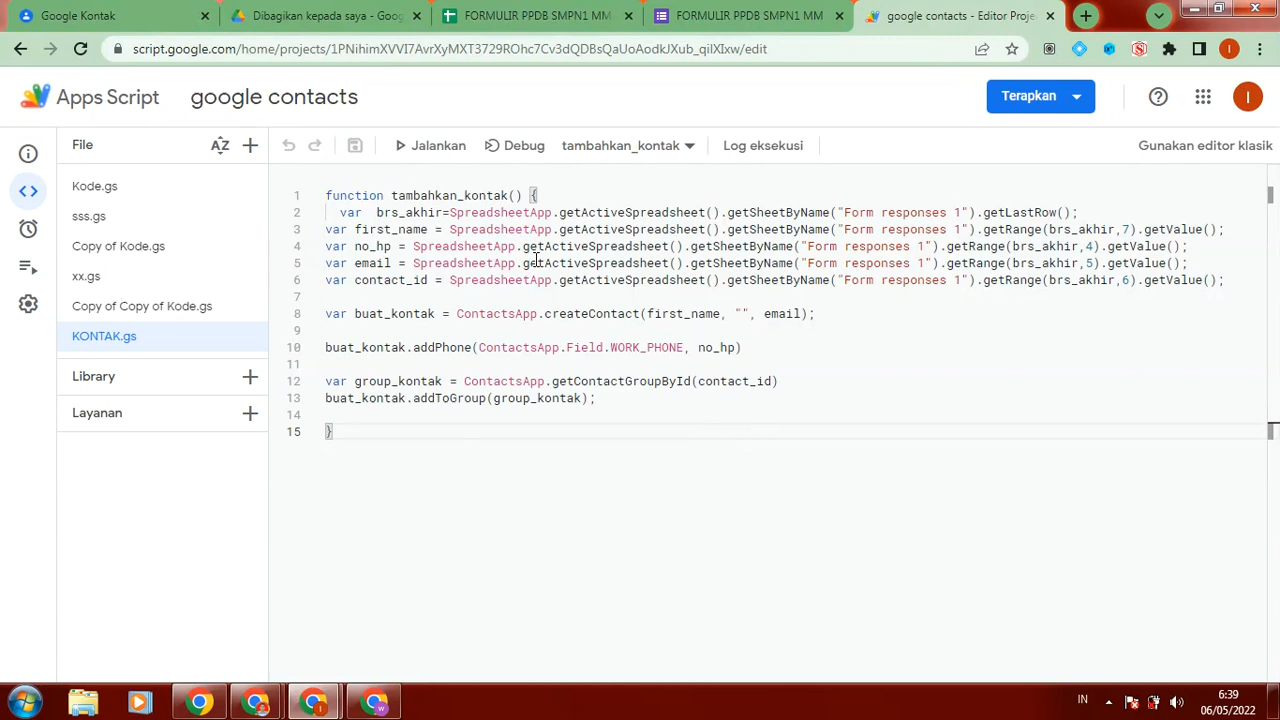 Google Kontak
Dibagikan kepada saya - Goog
FORMULIR PPDB SMPN1 MM
FORMULIR PPDB SMPN1 MM
google contacts - Editor Proje
script.google.com/home/projects/1PNihimXVVI7AvrXyMXT3729ROhc7Cv3dQDBsQaUoAodkJXub_qiIXIxw/edit
Apps Script
google contacts
Terapkan
File
Jalankan
Debug
tambahkan_kontak
Log eksekusi
Gunakan editor klasik
Kode.gs
sss.gs
Copy of Kode.gs
xx.gs
Copy of Copy of Kode.gs
KONTAK.gs
Library
Layanan
1 function tambahkan_kontak() {
2 var brs_akhir=SpreadsheetApp.getActiveSpreadsheet().getSheetByName("Form responses 1").getLastRow();
3 var first_name = SpreadsheetApp.getActiveSpreadsheet().getSheetByName("Form responses 1").getRange(brs_akhir,7).getValue();
4 var no_hp = SpreadsheetApp.getActiveSpreadsheet().getSheetByName("Form responses 1").getRange(brs_akhir,4).getValue();
5 var email = SpreadsheetApp.getActiveSpreadsheet().getSheetByName("Form responses 1").getRange(brs_akhir,5).getValue();
6 var contact_id = SpreadsheetApp.getActiveSpreadsheet().getSheetByName("Form responses 1").getRange(brs_akhir,6).getValue();
7
8 var buat_kontak = ContactsApp.createContact(first_name, "", email);
9
10 buat_kontak.addPhone(ContactsApp.Field.WORK_PHONE, no_hp)
11
12 var group_kontak = ContactsApp.getContactGroupById(contact_id)
13 buat_kontak.addToGroup(group_kontak);
14
15 }
IN
6:39
06/05/2022